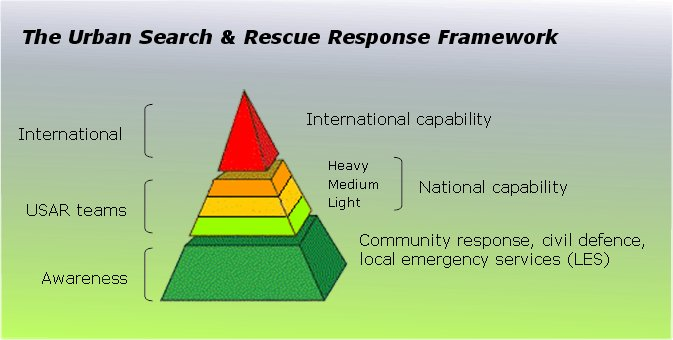 The Urban Search & Rescue Response Framework
International capability
International
Heavy
Medium
National capability
Light
USAR teams
Community response, civil defence,
local emergency services (LES)
Awareness